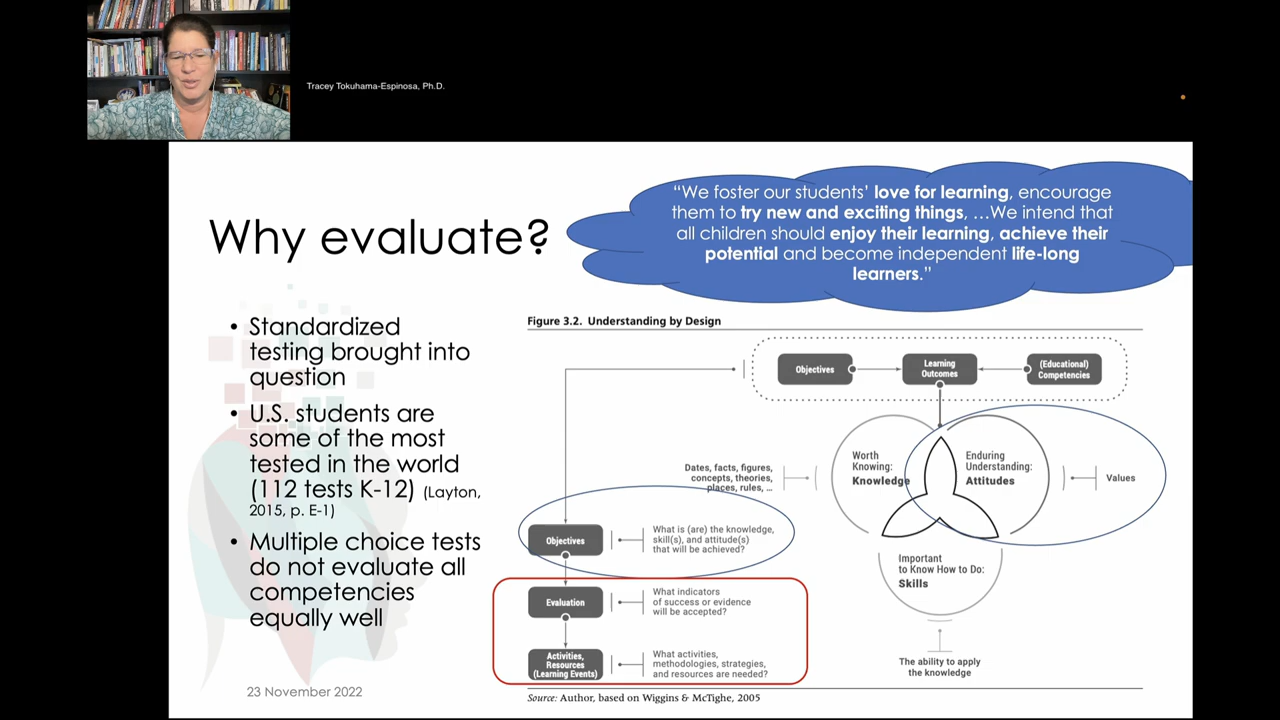 Tracey Tokuhama-Espinosa, Ph.D.
Why evaluate?
“We foster our students’ love for learning, encourage
them to try new and exciting things, …We intend that
all children should enjoy their learning, achieve their
potential and become independent life-long
learners.”
• Standardized
testing brought into
question
• U.S. students are
some of the most
tested in the world
(112 tests K-12) (Layton,
2015, p. E-1)
• Multiple choice tests
do not evaluate all
competencies
equally well
23 November 2022
Figure 3.2. Understanding by Design
Objectives
Learning
Outcomes
(Educational)
Competencies
Dates, facts, figures,
concepts, theories,
places, rules, ...
Worth
Knowing:
Knowledge
Enduring
Understanding:
Attitudes
Values
Important
to Know How to Do:
Skills
The ability to apply
the knowledge
Objectives
What is (are) the knowledge,
skill(s), and attitude(s)
that will be achieved?
Evaluation
What indicators
of success or evidence
will be accepted?
Activities,
Resources
(Learning Events)
What activities,
methodologies, strategies,
and resources are needed?
Source: Author, based on Wiggins & McTighe, 2005